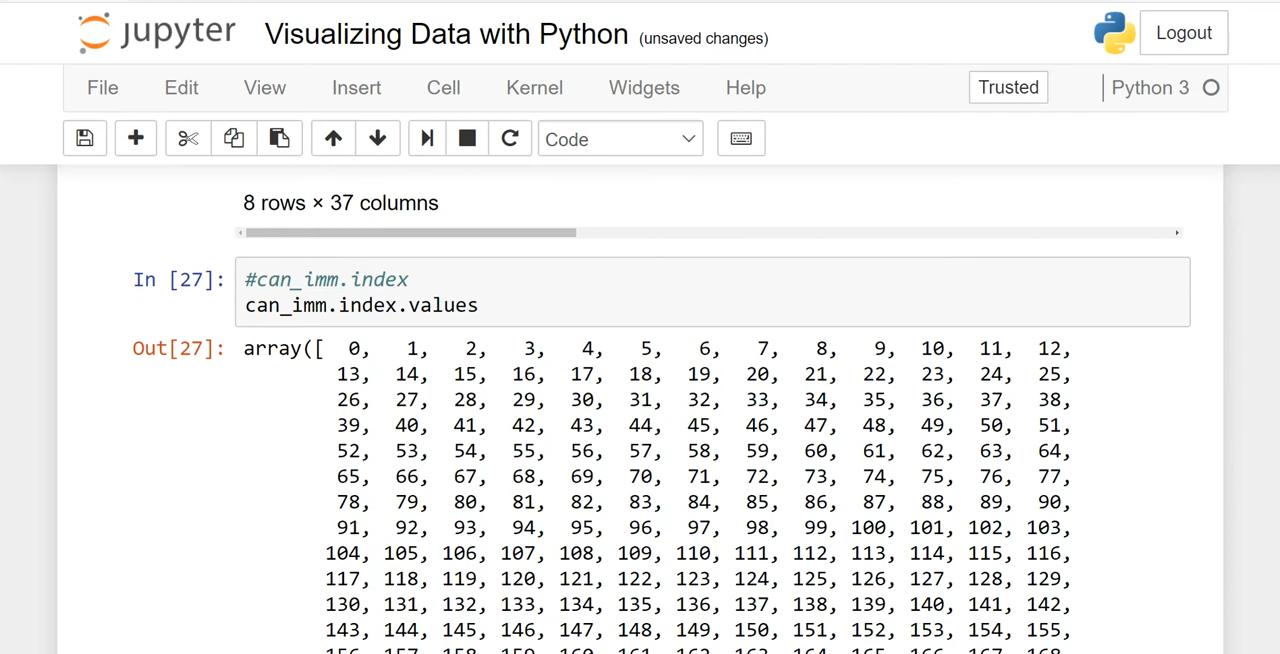 jupyter Visualizing Data with Python (unsaved changes) Logout
File Edit View Insert Cell Kernel Widgets Help Trusted Python 3
Code
8 rows × 37 columns
In [27]: #can_imm.index
can_imm.index.values
Out[27]: array([ 0, 1, 2, 3, 4, 5, 6, 7, 8, 9, 10, 11, 12,
13, 14, 15, 16, 17, 18, 19, 20, 21, 22, 23, 24, 25,
26, 27, 28, 29, 30, 31, 32, 33, 34, 35, 36, 37, 38,
39, 40, 41, 42, 43, 44, 45, 46, 47, 48, 49, 50, 51,
52, 53, 54, 55, 56, 57, 58, 59, 60, 61, 62, 63, 64,
65, 66, 67, 68, 69, 70, 71, 72, 73, 74, 75, 76, 77,
78, 79, 80, 81, 82, 83, 84, 85, 86, 87, 88, 89, 90,
91, 92, 93, 94, 95, 96, 97, 98, 99, 100, 101, 102, 103,
104, 105, 106, 107, 108, 109, 110, 111, 112, 113, 114, 115, 116,
117, 118, 119, 120, 121, 122, 123, 124, 125, 126, 127, 128, 129,
130, 131, 132, 133, 134, 135, 136, 137, 138, 139, 140, 141, 142,
143, 144, 145, 146, 147, 148, 149, 150, 151, 152, 153, 154, 155,